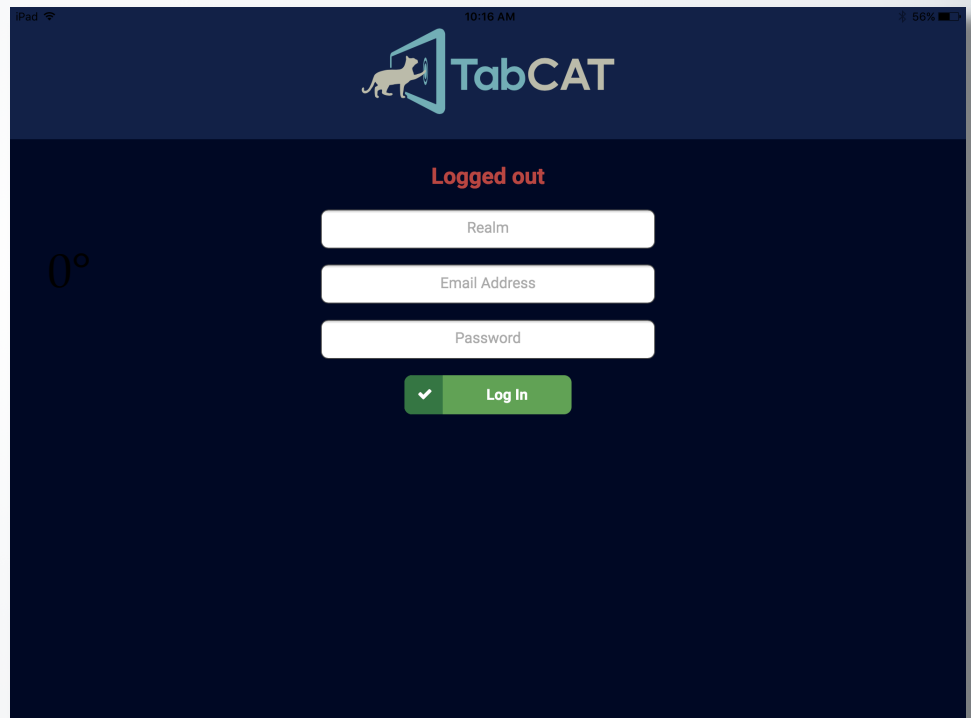 iPad 10:16 AM 56%
TabCAT
Logged out
Realm
0°
Email Address
Password
Log In